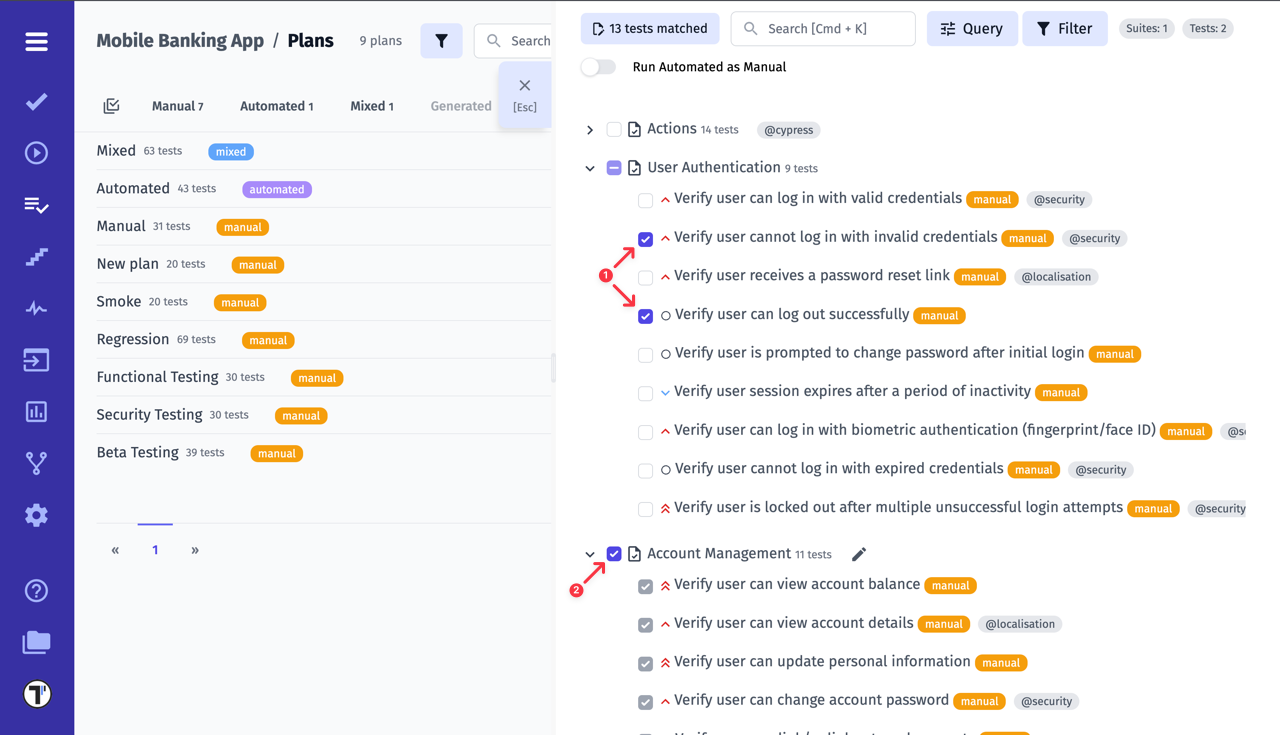 Mobile Banking App / Plans 9 plans Search
[Esc]
Manual 7 Automated 1 Mixed 1 Generated
Mixed 63 tests mixed
Automated 43 tests automated
Manual 31 tests manual
New plan 20 tests manual
Smoke 20 tests manual
Regression 69 tests manual
Functional Testing 30 tests manual
Security Testing 30 tests manual
Beta Testing 39 tests manual
« 1 »
13 tests matched Search [Cmd + K] Query Filter Suites: 1 Tests: 2
Run Automated as Manual
Actions 14 tests @cypress
User Authentication 9 tests
Verify user can log in with valid credentials manual @security
Verify user cannot log in with invalid credentials manual @security
1
Verify user receives a password reset link manual @localisation
Verify user can log out successfully manual
Verify user is prompted to change password after initial login manual
Verify user session expires after a period of inactivity manual
Verify user can log in with biometric authentication (fingerprint/face ID) manual
Verify user cannot log in with expired credentials manual @security
Verify user is locked out after multiple unsuccessful login attempts manual @security
Account Management 11 tests
2
Verify user can view account balance manual
Verify user can view account details manual @localisation
Verify user can update personal information manual
Verify user can change account password manual @security